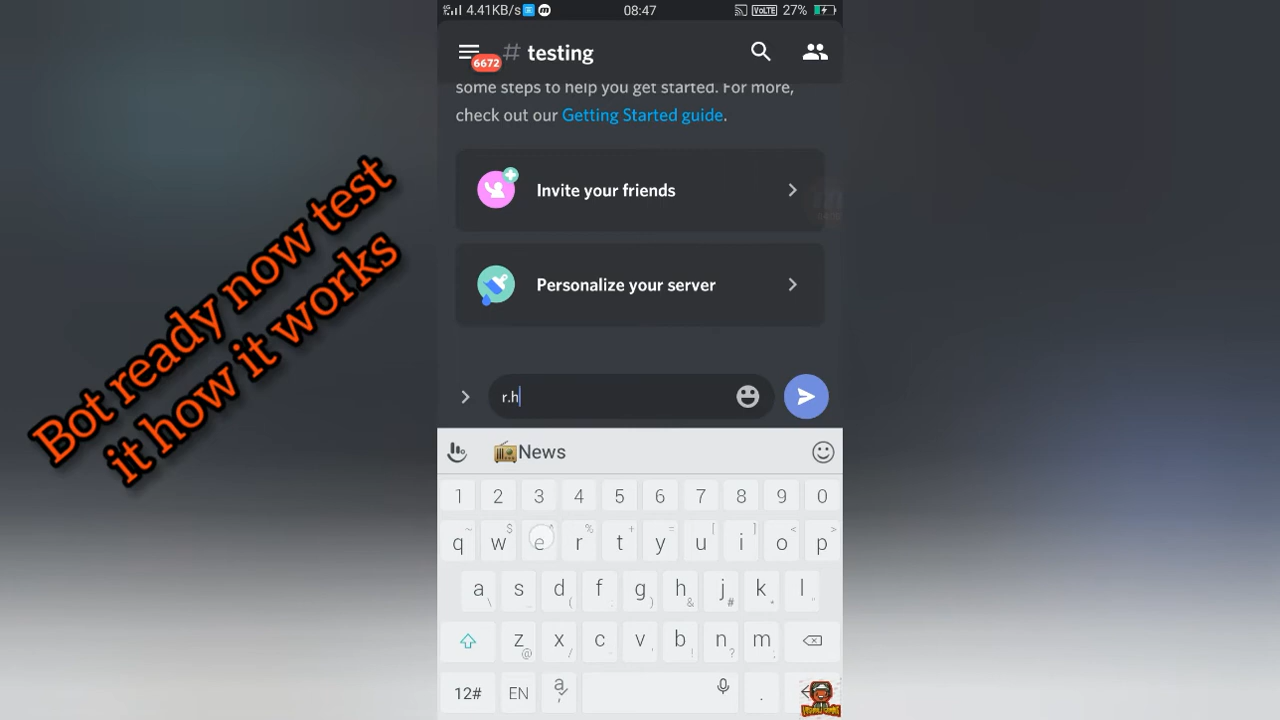 4.41KB/s
08:47
VoLTE 27%
6672
# testing
some steps to help you get started. For more,
check out our Getting Started guide.
Invite your friends
Personalize your server
Bot ready now test
it how it works
r.h
News
1 2 3 4 5 6 7 8 9 0
q w e r t y u i o p
a s d f g h j k l
z x c v b n m
12# EN